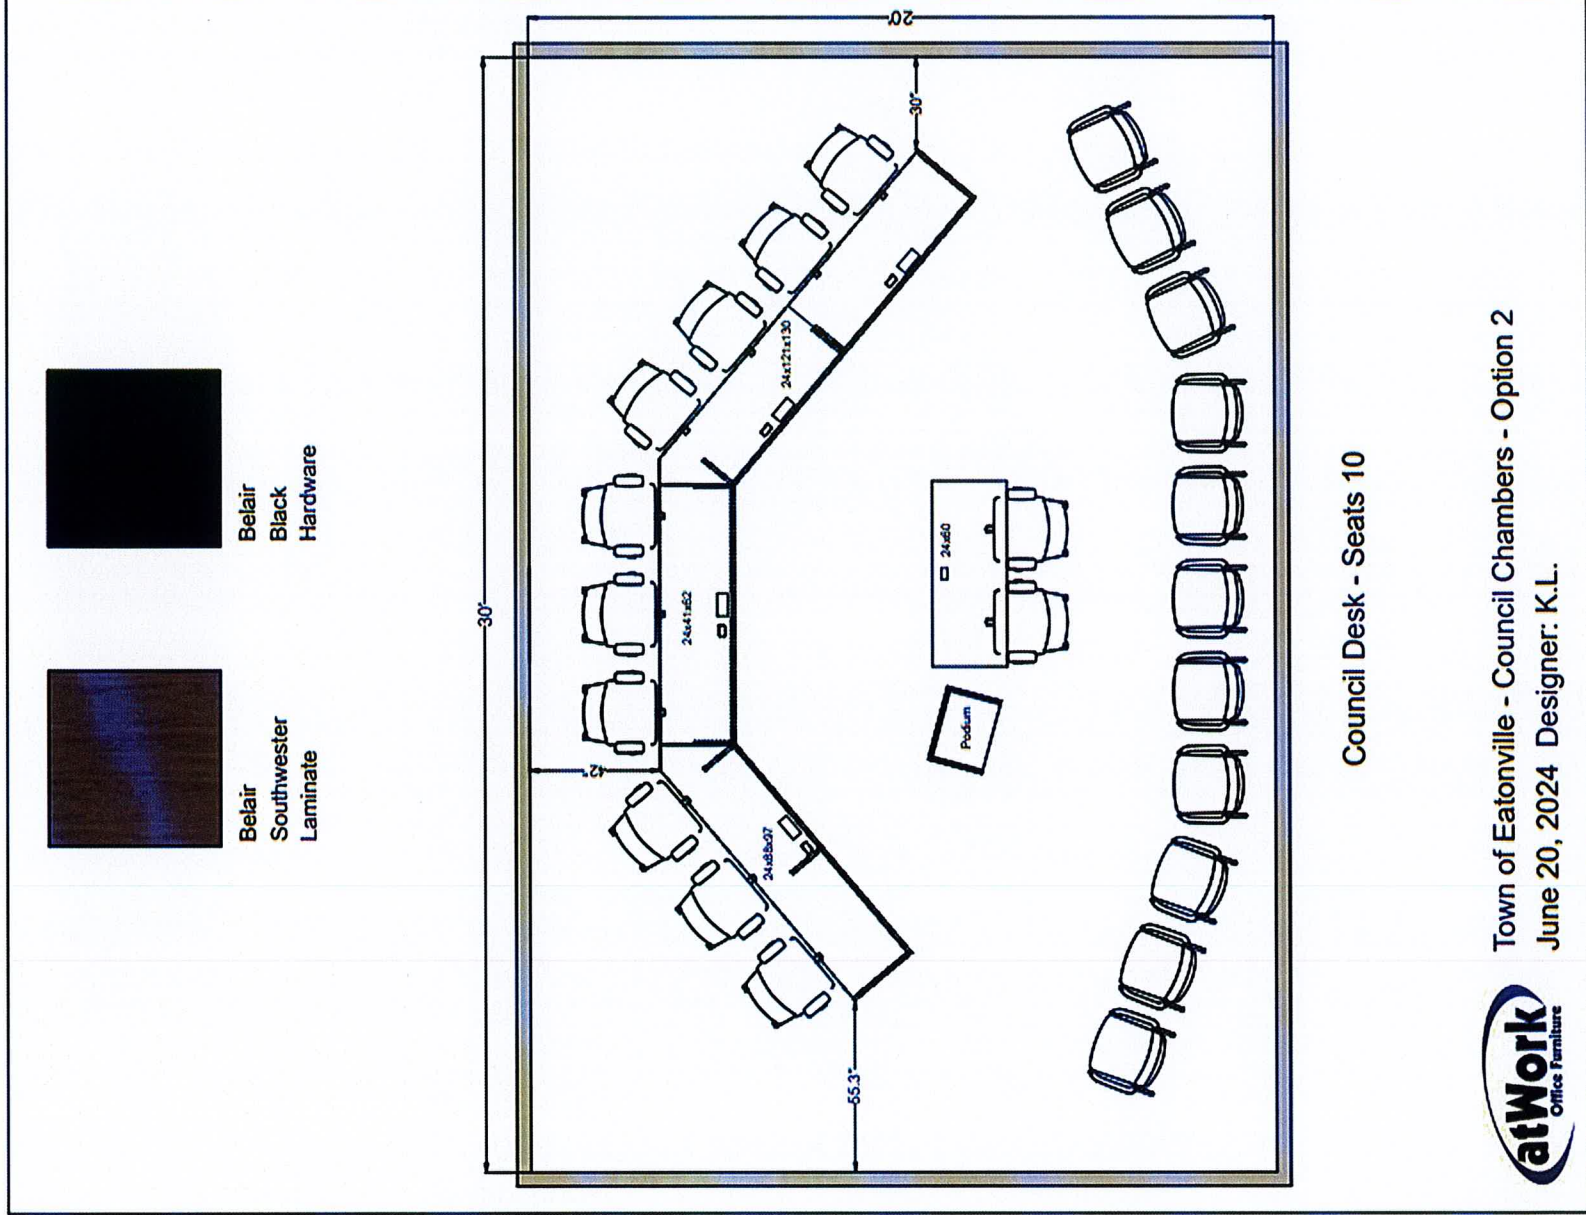 Belair
Southwester
Laminate
Belair
Black
Hardware
30'
20'
42"
24x41x62
24x88x97
24x121x130
55.3"
30"
24x60
Podium
Council Desk - Seats 10
atWork
Office Furniture
Town of Eatonville - Council Chambers - Option 2
June 20, 2024 Designer: K.L.